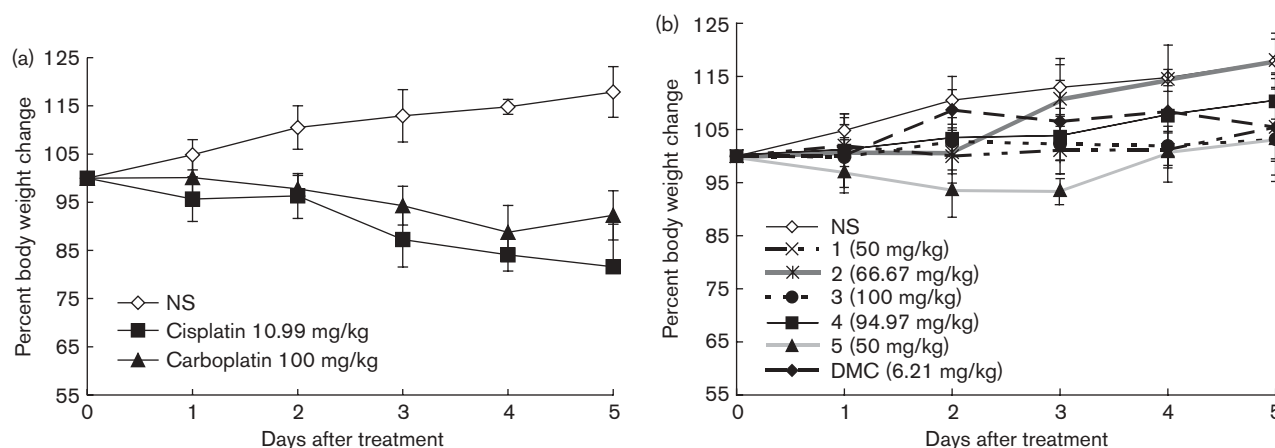 (a)
125
115
105
95
85
75
65
55
Percent body weight change
NS
Cisplatin 10.99 mg/kg
Carboplatin 100 mg/kg
0 1 2 3 4 5
Days after treatment
(b)
125
115
105
95
85
75
65
55
Percent body weight change
NS
1 (50 mg/kg)
2 (66.67 mg/kg)
3 (100 mg/kg)
4 (94.97 mg/kg)
5 (50 mg/kg)
DMC (6.21 mg/kg)
0 1 2 3 4 5
Days after treatment